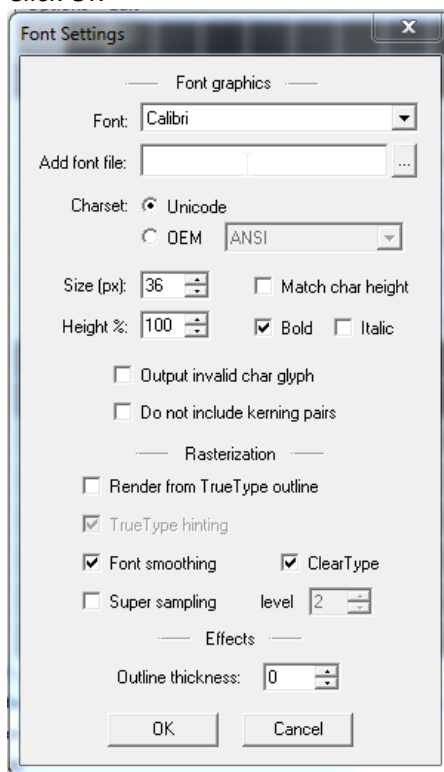 Font Settings
x
Font graphics
Font: Calibri
Add font file: ...
Charset: Unicode
OEM ANSI
Size (px): 36 Match char height
Height %: 100 Bold Italic
Output invalid char glyph
Do not include kerning pairs
Rasterization
Render from TrueType outline
TrueType hinting
Font smoothing ClearType
Super sampling level 2
Effects
Outline thickness: 0
OK Cancel